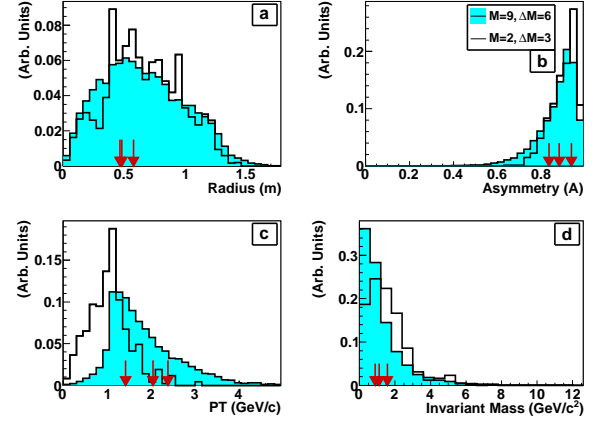 (Arb. Units)
0.08
0.06
0.04
0.02
0
0
0.5
1
1.5
Radius (m)
a
(Arb. Units)
0.2
0.1
0
0
0.2
0.4
0.6
0.8
Asymmetry (A)
M=9, ΔM=6
M=2, ΔM=3
b
(Arb. Units)
0.15
0.1
0.05
0
0
1
2
3
4
PT (GeV/c)
c
(Arb. Units)
0.3
0.2
0.1
0
0
2
4
6
8
10
12
Invariant Mass (GeV/c²)
d